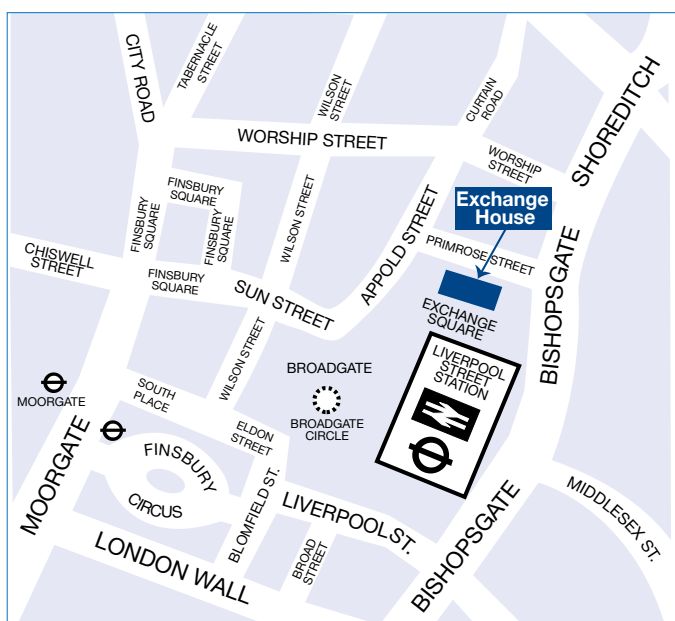 CITY ROAD
TABERNACLE
STREET
WILSON
STREET
CURTAIN
ROAD
SHOREDITCH
WORSHIP STREET
WORSHIP
STREET
FINSBURY
SQUARE
FINSBURY
SQUARE
FINSBURY
SQUARE
WILSON STREET
Exchange
House
APPOLD STREET
PRIMROSE STREET
CHISWELL
STREET
FINSBURY
SQUARE
SUN STREET
EXCHANGE
SQUARE
BISHOPSGATE
WILSON STREET
LIVERPOOL
STREET
STATION
BROADGATE
BROADGATE
CIRCLE
MOORGATE
SOUTH
PLACE
ELDON
STREET
FINSBURY
CIRCUS
MOORGATE
BLOMFIELD ST.
LIVERPOOL ST.
BROAD
STREET
LONDON WALL
BISHOPSGATE
MIDDLESEX ST.